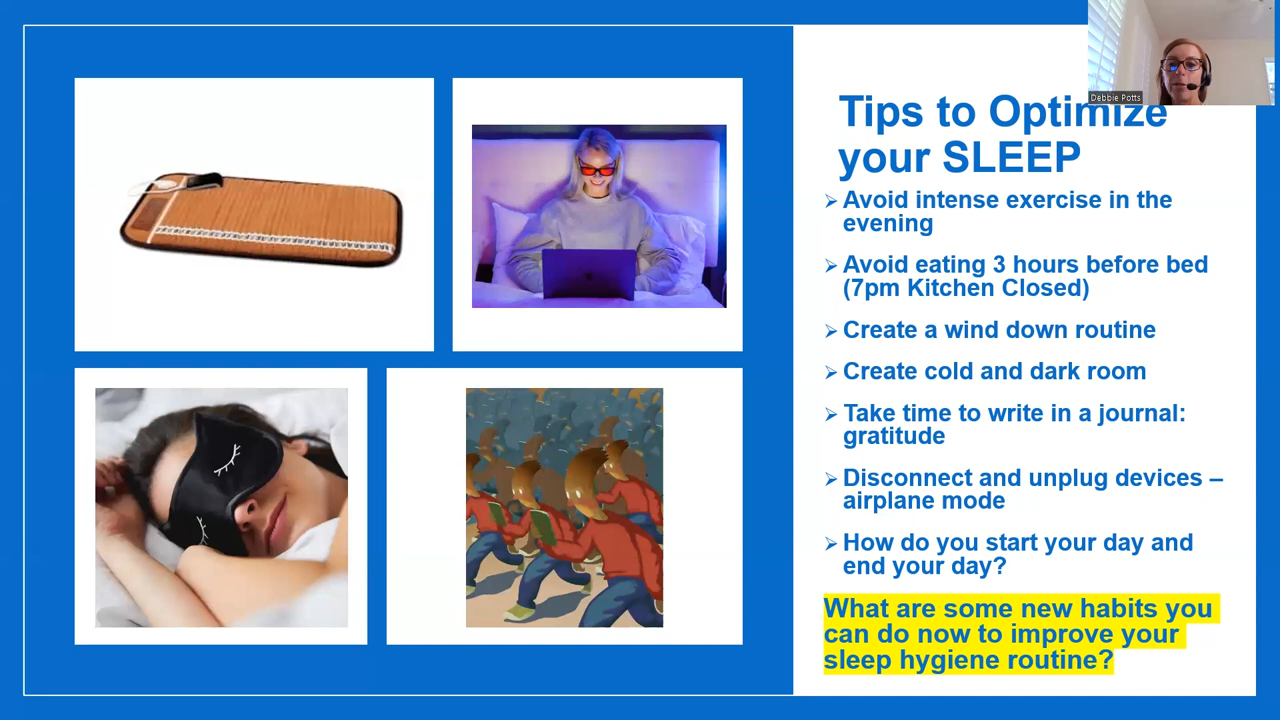 Debbie Potts
Tips to Optimize
your SLEEP
Avoid intense exercise in the
evening
Avoid eating 3 hours before bed
(7pm Kitchen Closed)
Create a wind down routine
Create cold and dark room
Take time to write in a journal:
gratitude
Disconnect and unplug devices –
airplane mode
How do you start your day and
end your day?
What are some new habits you
can do now to improve your
sleep hygiene routine?